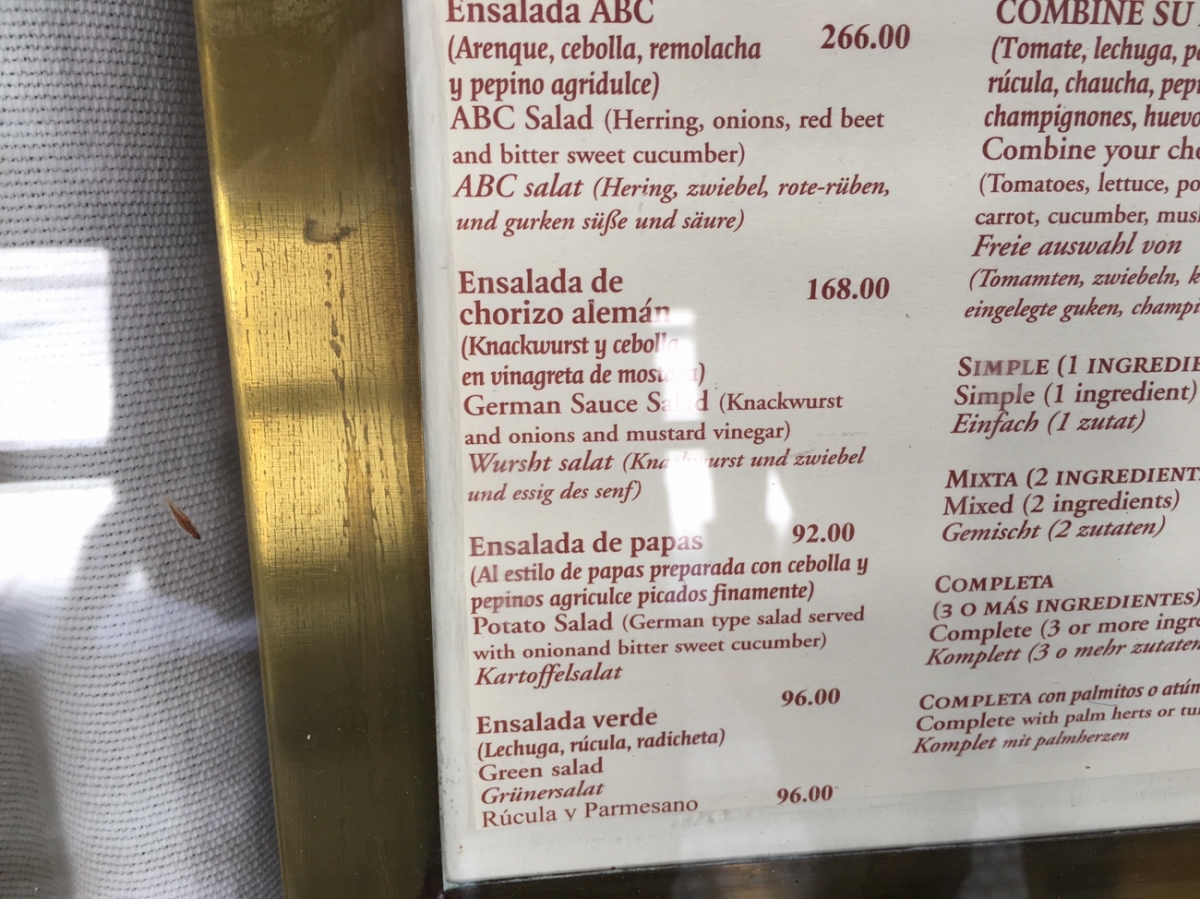 Ensalada ABC
266.00
(Arenque, cebolla, remolacha
y pepino agridulce)
ABC Salad (Herring, onions, red beet
and bitter sweet cucumber)
ABC salat (Hering, zwiebel, rote-rüben,
und gurken süße und säure)
Ensalada de
168.00
chorizo alemán
(Knackwurst y cebolla
en vinagreta de mostaza)
German Sauce Salad (Knackwurst
and onions and mustard vinegar)
Wursht salat (Knackwurst und zwiebel
und essig des senf)
Ensalada de papas
92.00
(Al estilo de papas preparada con cebolla y
pepinos agriculce picados finamente)
Potato Salad (German type salad served
with onionand bitter sweet cucumber)
Kartoffelsalat
96.00
Ensalada verde
(Lechuga, rúcula, radicheta)
Green salad
Grünersalat
Rúcula y Parmesano
96.00
COMBINE SU
(Tomate, lechuga,
rúcula, chaucha,
champignones,
Combine your
(Tomatoes, lettuce,
carrot, cucumber,
Freie auswahl von
(Tomamten, zwiebeln,
eingelegte guken,
SIMPLE (1
Simple (1 ingredient)
Einfach (1 zutat)
MIXTA (2
Mixed (2 ingredients)
Gemischt (2 zutaten)
COMPLETA
(3 O MÁS INGREDIENTES)
Complete (3 or more
Komplett (3 o mehr
COMPLETA con palmitos o atún
Complete with palm herts or
Komplet mit palmherzen